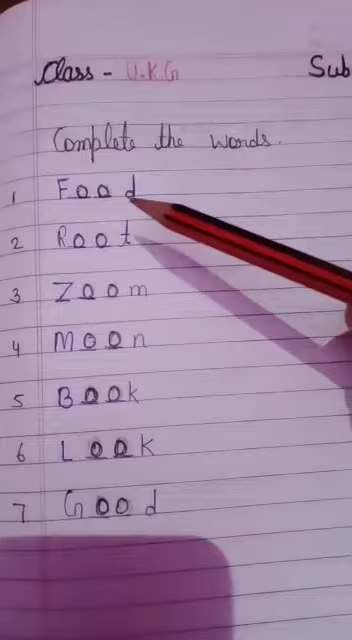 Class - U.K.G Sub
Complete the words.
1 Food
2 Root
3 Zoom
4 Moon
5 Book
6 Look
7 Good